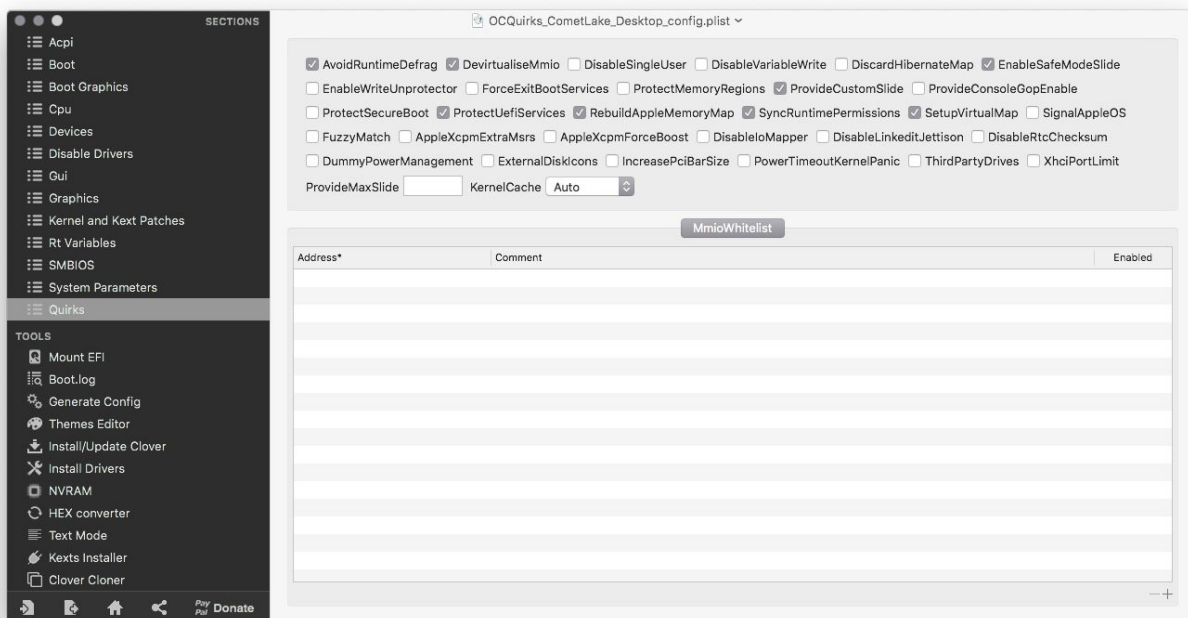 SECTIONS
Acpi
Boot
Boot Graphics
Cpu
Devices
Disable Drivers
Gui
Graphics
Kernel and Kext Patches
Rt Variables
SMBIOS
System Parameters
Quirks
TOOLS
Mount EFI
Boot.log
Generate Config
Themes Editor
Install/Update Clover
Install Drivers
NVRAM
HEX converter
Text Mode
Kexts Installer
Clover Cloner
Pay Pal Donate
OCQuirks_CometLake_Desktop_config.plist
AvoidRuntimeDefrag DevirtualiseMmio DisableSingleUser DisableVariableWrite DiscardHibernateMap EnableSafeModeSlide
EnableWriteUnprotector ForceExitBootServices ProtectMemoryRegions ProvideCustomSlide ProvideConsoleGopEnable
ProtectSecureBoot ProtectUefiServices RebuildAppleMemoryMap SyncRuntimePermissions SetupVirtualMap SignalAppleOS
FuzzyMatch AppleXcpmExtraMsrs AppleXcpmForceBoost DisableIoMapper DisableLinkeditJettison DisableRtcChecksum
DummyPowerManagement ExternalDiskIcons IncreasePciBarSize PowerTimeoutKernelPanic ThirdPartyDrives XhciPortLimit
ProvideMaxSlide KernelCache Auto
MmioWhitelist
Address* Comment Enabled